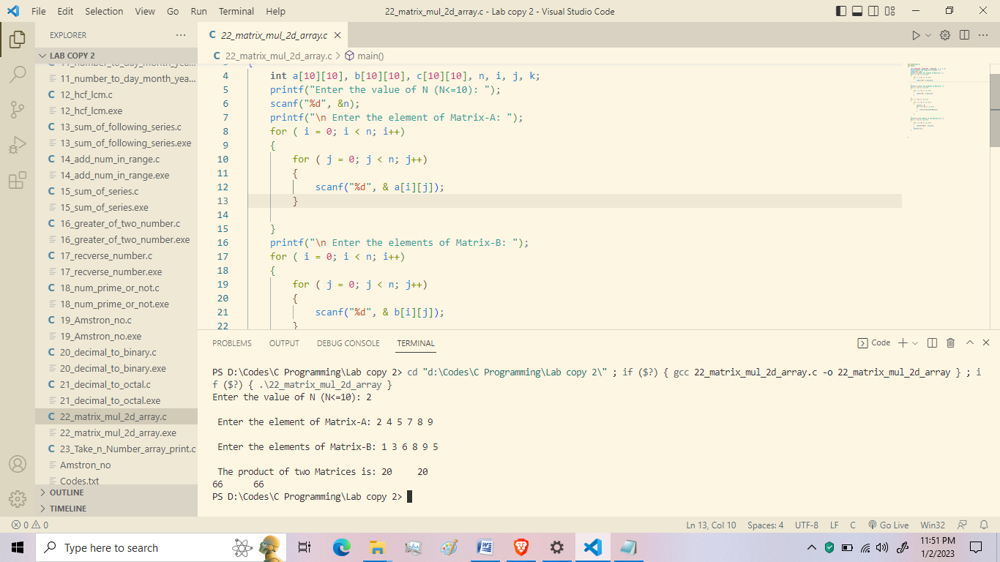 File Edit Selection View Go Run Terminal Help
22_matrix_mul_2d_array.c - Lab copy 2 - Visual Studio Code
EXPLORER
LAB COPY 2
11_number_to_day_month_yea...
11_number_to_day_month_yea...
12_hcf_lcm.c
12_hcf_lcm.exe
13_sum_of_following_series.c
13_sum_of_following_series.exe
14_add_num_in_range.c
14_add_num_in_range.exe
15_sum_of_series.c
15_sum_of_series.exe
16_greater_of_two_number.c
16_greater_of_two_number.exe
17_recverse_number.c
17_recverse_number.exe
18_num_prime_or_not.c
18_num_prime_or_not.exe
19_Amstron_no.c
19_Amstron_no.exe
20_decimal_to_binary.c
20_decimal_to_binary.exe
21_decimal_to_octal.c
21_decimal_to_octal.exe
22_matrix_mul_2d_array.c
22_matrix_mul_2d_array.exe
23_Take_n_Number_array_print.c
Amstron_no
Codes.txt
OUTLINE
TIMELINE
C 22_matrix_mul_2d_array.c
C 22_matrix_mul_2d_array.c > main()
3 {
4 int a[10][10], b[10][10], c[10][10], n, i, j, k;
5 printf("Enter the value of N (N<=10): ");
6 scanf("%d", &n);
7 printf("\n Enter the element of Matrix-A: ");
8 for ( i = 0; i < n; i++)
9 {
10 for ( j = 0; j < n; j++)
11 {
12 scanf("%d", & a[i][j]);
13 }
14
15 }
16 printf("\n Enter the elements of Matrix-B: ");
17 for ( i = 0; i < n; i++)
18 {
19 for ( j = 0; j < n; j++)
20 {
21 scanf("%d", & b[i][j]);
22 }
PROBLEMS OUTPUT DEBUG CONSOLE TERMINAL
Code
PS D:\Codes\C Programming\Lab copy 2> cd "d:\Codes\C Programming\Lab copy 2\" ; if ($?) { gcc 22_matrix_mul_2d_array.c -o 22_matrix_mul_2d_array } ; i
f ($?) { .\22_matrix_mul_2d_array }
Enter the value of N (N<=10): 2
Enter the element of Matrix-A: 2 4 5 7 8 9
Enter the elements of Matrix-B: 1 3 6 8 9 5
The product of two Matrices is: 20 20
66 66
PS D:\Codes\C Programming\Lab copy 2>
0 0
Ln 13, Col 10 Spaces: 4 UTF-8 LF C Go Live Win32
Type here to search
11:51 PM
1/2/2023